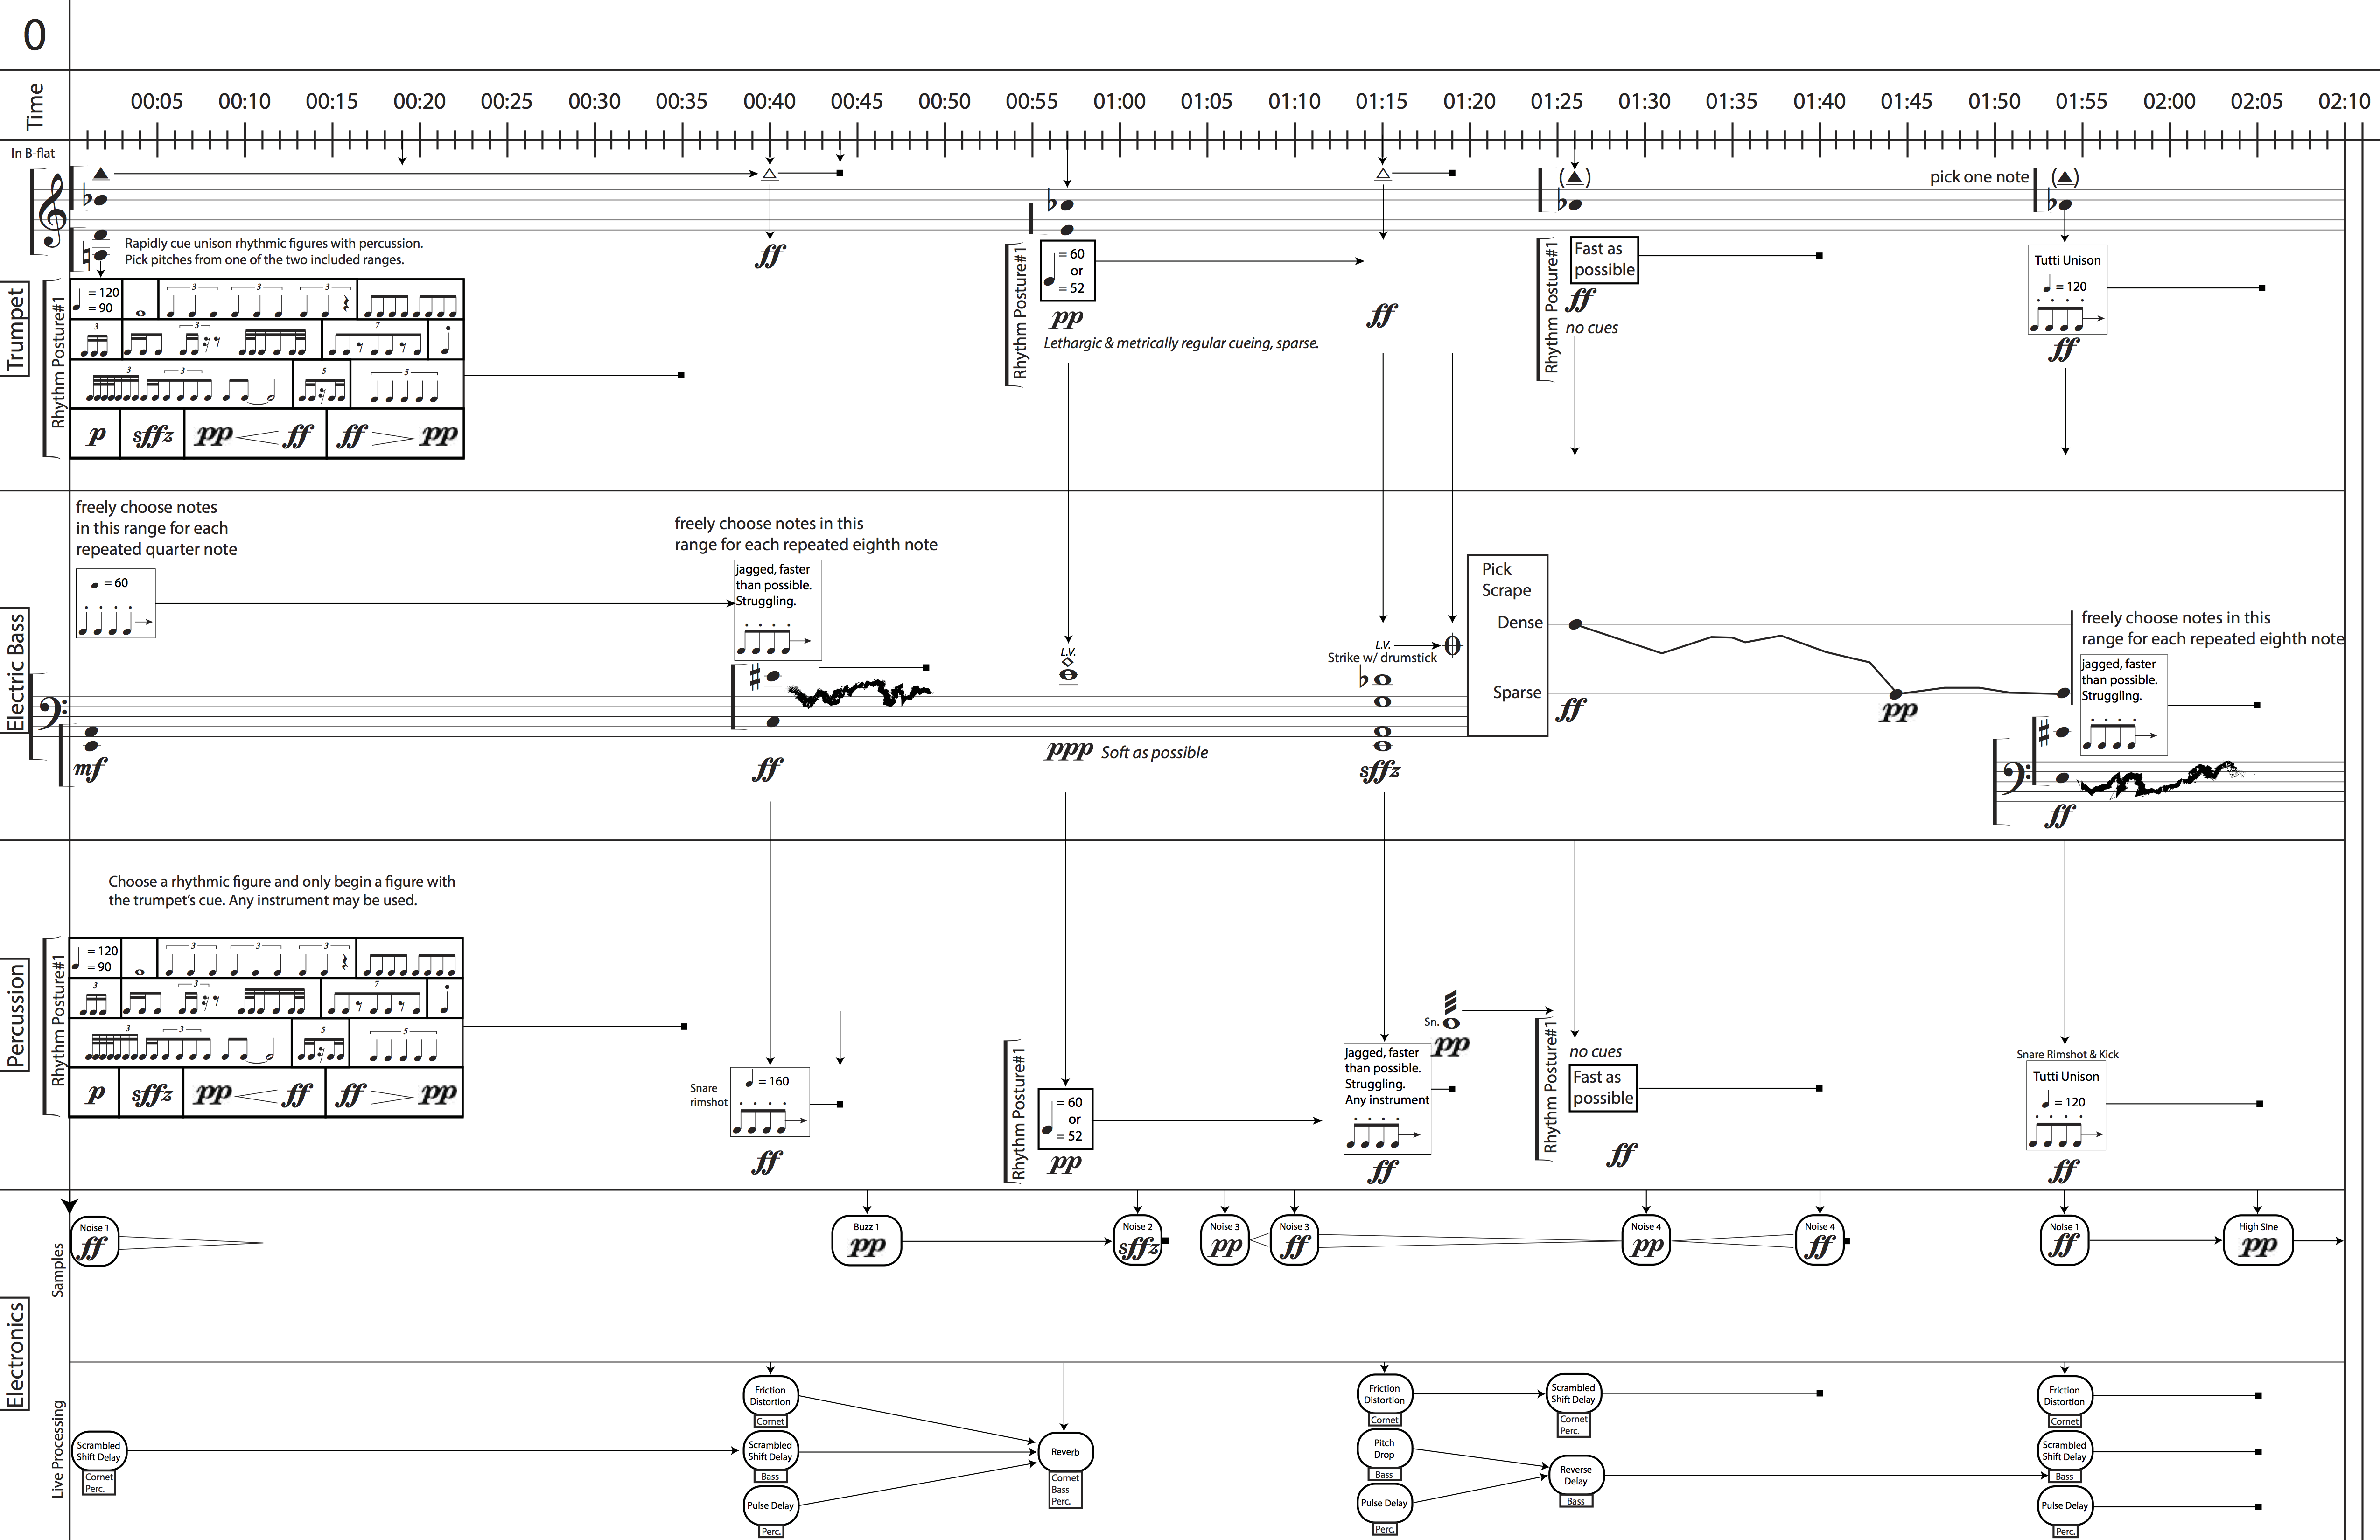 0
Time
00:05 00:10 00:15 00:20 00:25 00:30 00:35 00:40 00:45 00:50 00:55 01:00 01:05 01:10 01:15 01:20 01:25 01:30 01:35 01:40 01:45 01:50 01:55 02:00 02:05 02:10
In B-flat
Trumpet
Rapidly cue unison rhythmic figures with percussion.
Pick pitches from one of the two included ranges.
Rhythm Posture#1
= 120
= 90
3 3 3
3 3 7
3 3 5 5
p sffz pp ff ff pp
ff
Rhythm Posture#1
= 60
or
= 52
pp
Lethargic & metrically regular cueing, sparse.
ff
Rhythm Posture#1
Fast as
possible
ff
no cues
pick one note
Tutti Unison
= 120
ff
Electric Bass
freely choose notes
in this range for each
repeated quarter note
= 60
mf
freely choose notes in this
range for each repeated eighth note
jagged, faster
than possible.
Struggling.
ff
L.V.
ppp Soft as possible
L.V.
Strike w/ drumstick
sffz
Pick
Scrape
Dense
Sparse
ff
pp
freely choose notes in this
range for each repeated eighth note
jagged, faster
than possible.
Struggling.
ff
Percussion
Choose a rhythmic figure and only begin a figure with
the trumpet's cue. Any instrument may be used.
Rhythm Posture#1
= 120
= 90
3 3 3
3 3 7
3 3 5 5
p sffz pp ff ff pp
Snare
rimshot
= 160
ff
Rhythm Posture#1
= 60
or
= 52
pp
jagged, faster
than possible.
Struggling.
Any instrument
ff
Sn.
pp
Rhythm Posture#1
no cues
Fast as
possible
ff
Snare Rimshot & Kick
Tutti Unison
= 120
ff
Electronics
Samples
Noise 1
ff
Buzz 1
pp
Noise 2
sffz
Noise 3
pp
Noise 3
ff
Noise 4
pp
Noise 4
ff
Noise 1
ff
High Sine
pp
Live Processing
Scrambled
Shift Delay
Cornet
Perc.
Friction
Distortion
Cornet
Scrambled
Shift Delay
Bass
Pulse Delay
Perc.
Reverb
Cornet
Bass
Perc.
Friction
Distortion
Cornet
Pitch
Drop
Bass
Pulse Delay
Perc.
Scrambled
Shift Delay
Cornet
Perc.
Reverse
Delay
Bass
Friction
Distortion
Cornet
Scrambled
Shift Delay
Bass
Pulse Delay
Perc.